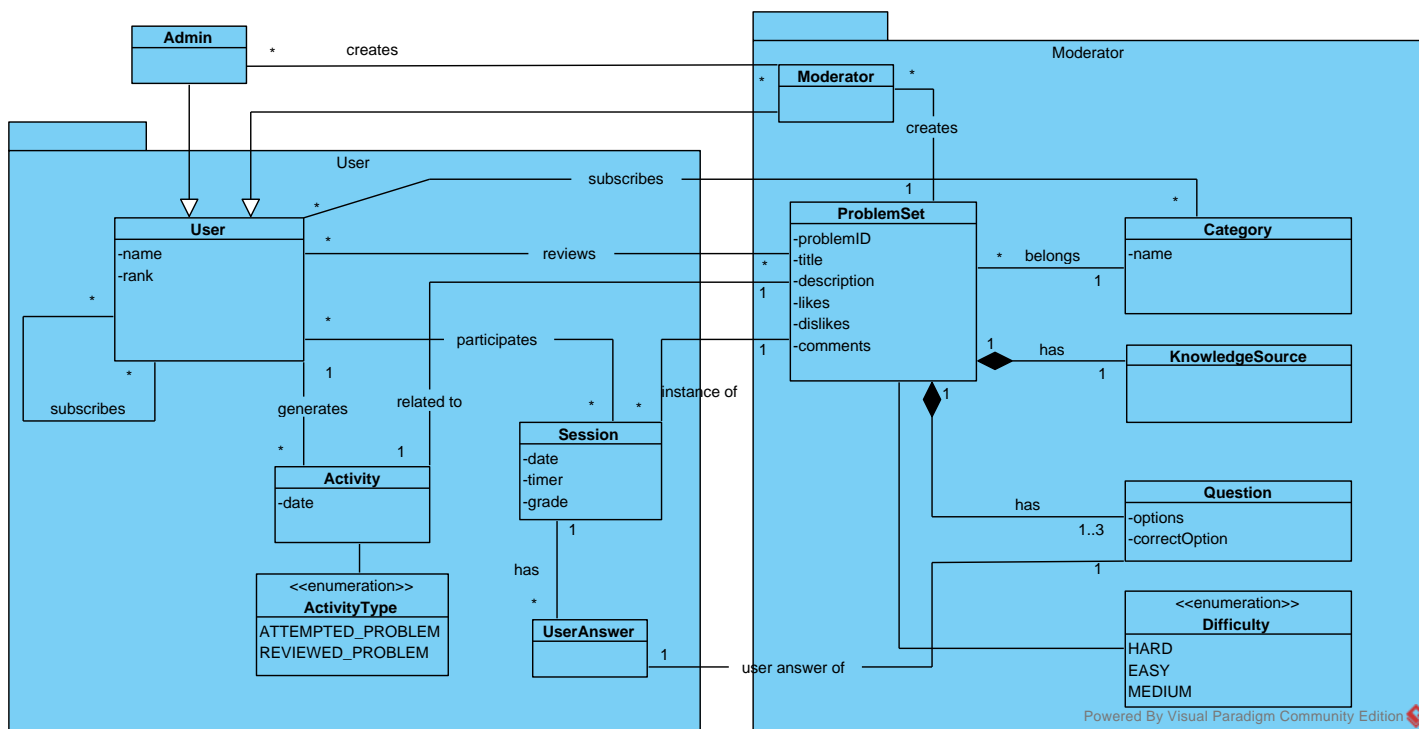 Admin
*
creates
Moderator
Moderator
*
*
creates
1
User
subscribes
*
*
User
-name
-rank
*
reviews
*
ProblemSet
-problemID
-title
-description
-likes
-dislikes
-comments
*
belongs
1
Category
-name
*
*
subscribes
*
participates
*
1
generates
*
related to
1
1
1
instance of
*
1
has
1
KnowledgeSource
1
Activity
-date
Session
-date
-timer
-grade
has
1..3
Question
-options
-correctOption
1
1
has
*
<<enumeration>>
ActivityType
ATTEMPTED_PROBLEM
REVIEWED_PROBLEM
UserAnswer
1
user answer of
<<enumeration>>
Difficulty
HARD
EASY
MEDIUM
Powered By Visual Paradigm Community Edition